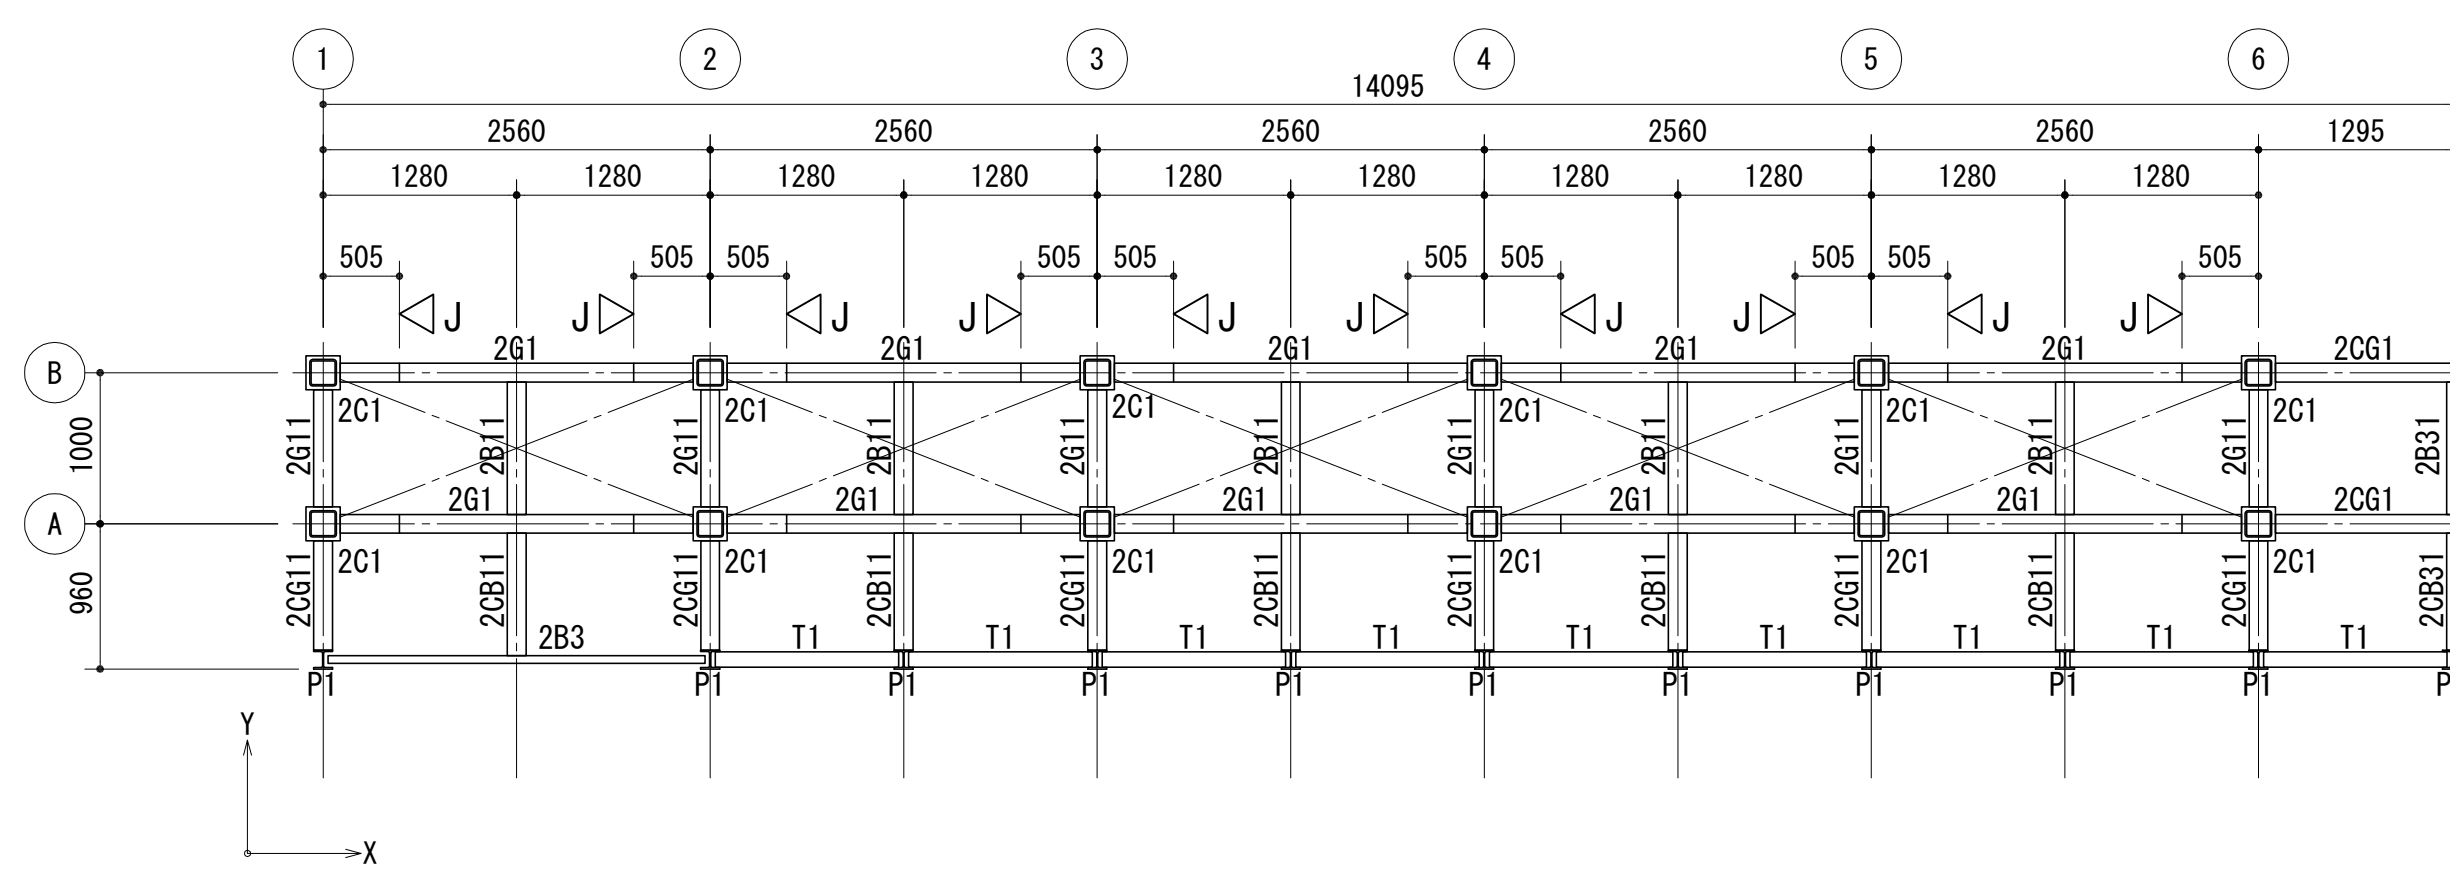 1 2 3 4 5 6
14095
2560 2560 2560 2560 2560 1295
1280 1280 1280 1280 1280 1280 1280 1280 1280 1280
505 505 505 505 505 505 505 505 505 505
J J J J J J J J J J
2G1 2G1 2G1 2G1 2G1 2CG1
B
2C1 2C1 2C1 2C1 2C1 2C1
1000
2G11 2B11 2G11 2B11 2G11 2B11 2G11 2B11 2G11 2B11 2G11 2B31
2G1 2G1 2G1 2G1 2G1 2CG1
A
2C1 2C1 2C1 2C1 2C1 2C1
960
2CG11 2CB11 2CG11 2CB11 2CG11 2CB11 2CG11 2CB11 2CG11 2CB11 2CG11 2CB31
2B3 T1 T1 T1 T1 T1 T1 T1 T1 T1
P1 P1 P1 P1 P1 P1 P1 P1 P1 P1 P
Y
X